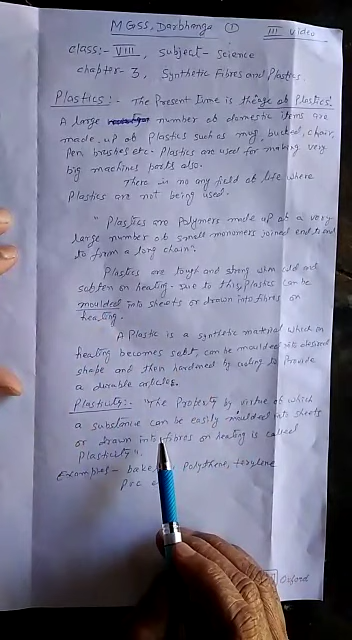 MGSS, Darbhanga ① III Video
class:- VIII, subject- science
chapter-3, Synthetic Fibres and Plastics.
Plastics:- The Present time is the age of Plastics.
A large number of domestic items are
made up of Plastics such as mug, bucked, chair,
Pen brushes etc- Plastics are used for making very
big machines parts also.
There is no any field of life where
Plastics are not being used.
"Plastics are Polymers made up of a very
large number of small monomers joined end to end
to form a long chain".
Plastics are tough and strong when cold and
soften on heating. Due to this, Plastics can be
moulded into sheets or drawn into fibres on
heating.
A Plastic is a synthetic material which on
heating becomes soft, can be moulded into desired
shape and then hardened by cooling to Provide
a durable articles.
Plasticity:- "The Property by virtue of which
a substance can be easily moulded into sheets
or drawn into fibres on heating is called
Plasticity".
Examples- Polythene, terylene
Oxford